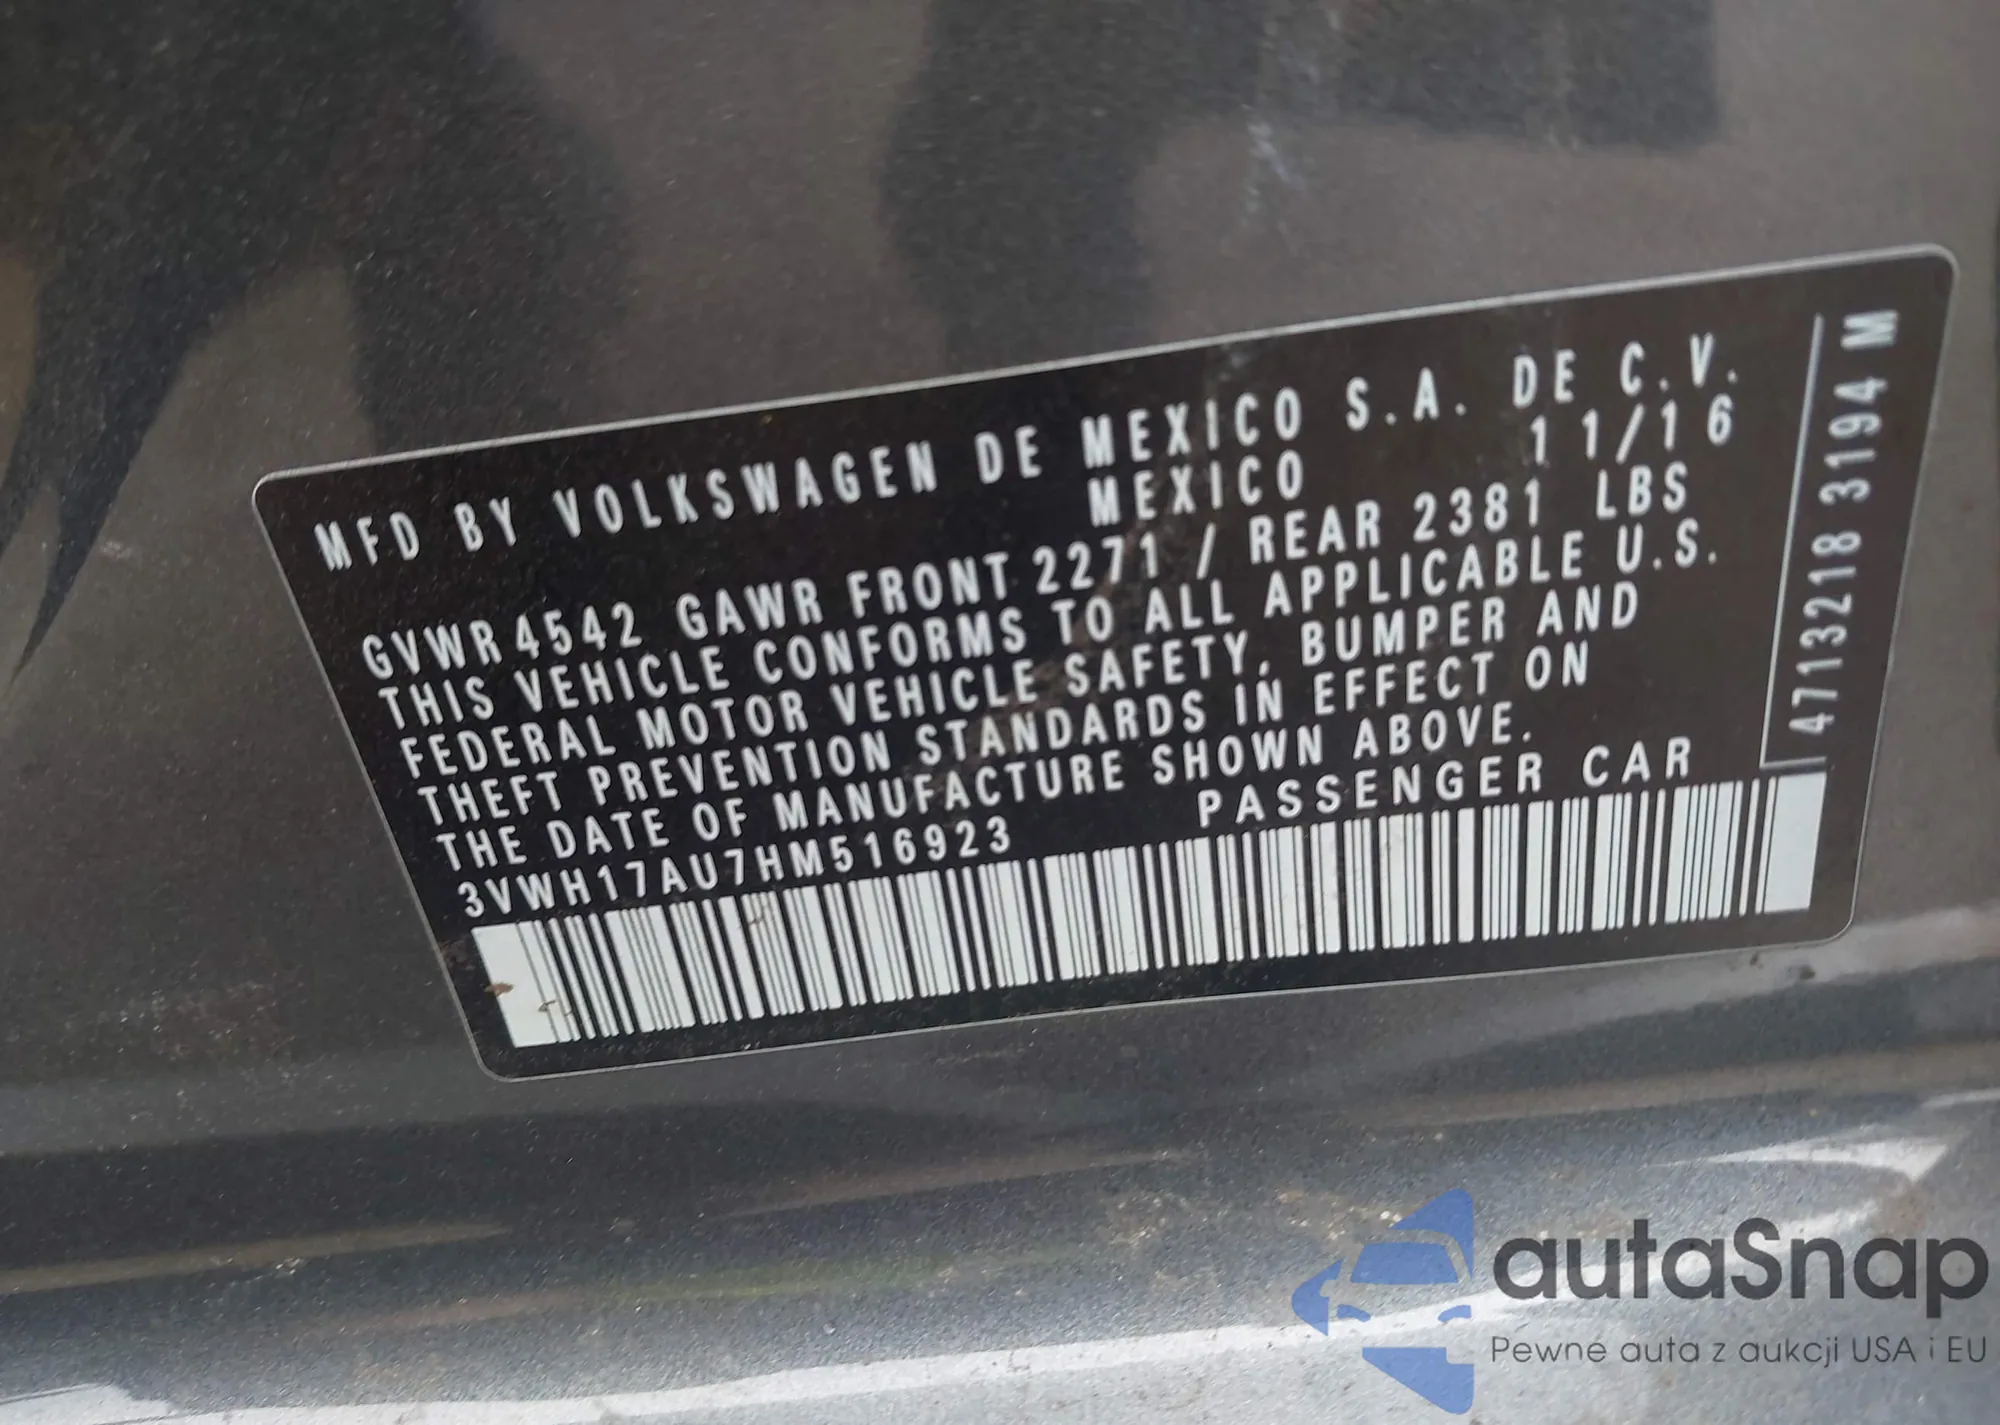 MFD BY VOLKSWAGEN DE MEXICO S.A. DE C.V.
MEXICO 11/16
GVWR 4542 GAWR FRONT 2271 / REAR 2381 LBS
THIS VEHICLE CONFORMS TO ALL APPLICABLE U.S.
FEDERAL MOTOR VEHICLE SAFETY, BUMPER AND
THEFT PREVENTION STANDARDS IN EFFECT ON
THE DATE OF MANUFACTURE SHOWN ABOVE.
3VWH17AU7HM516923 PASSENGER CAR
4713218 3194 M
autaSnap
Pewne auta z aukcji USA i EU